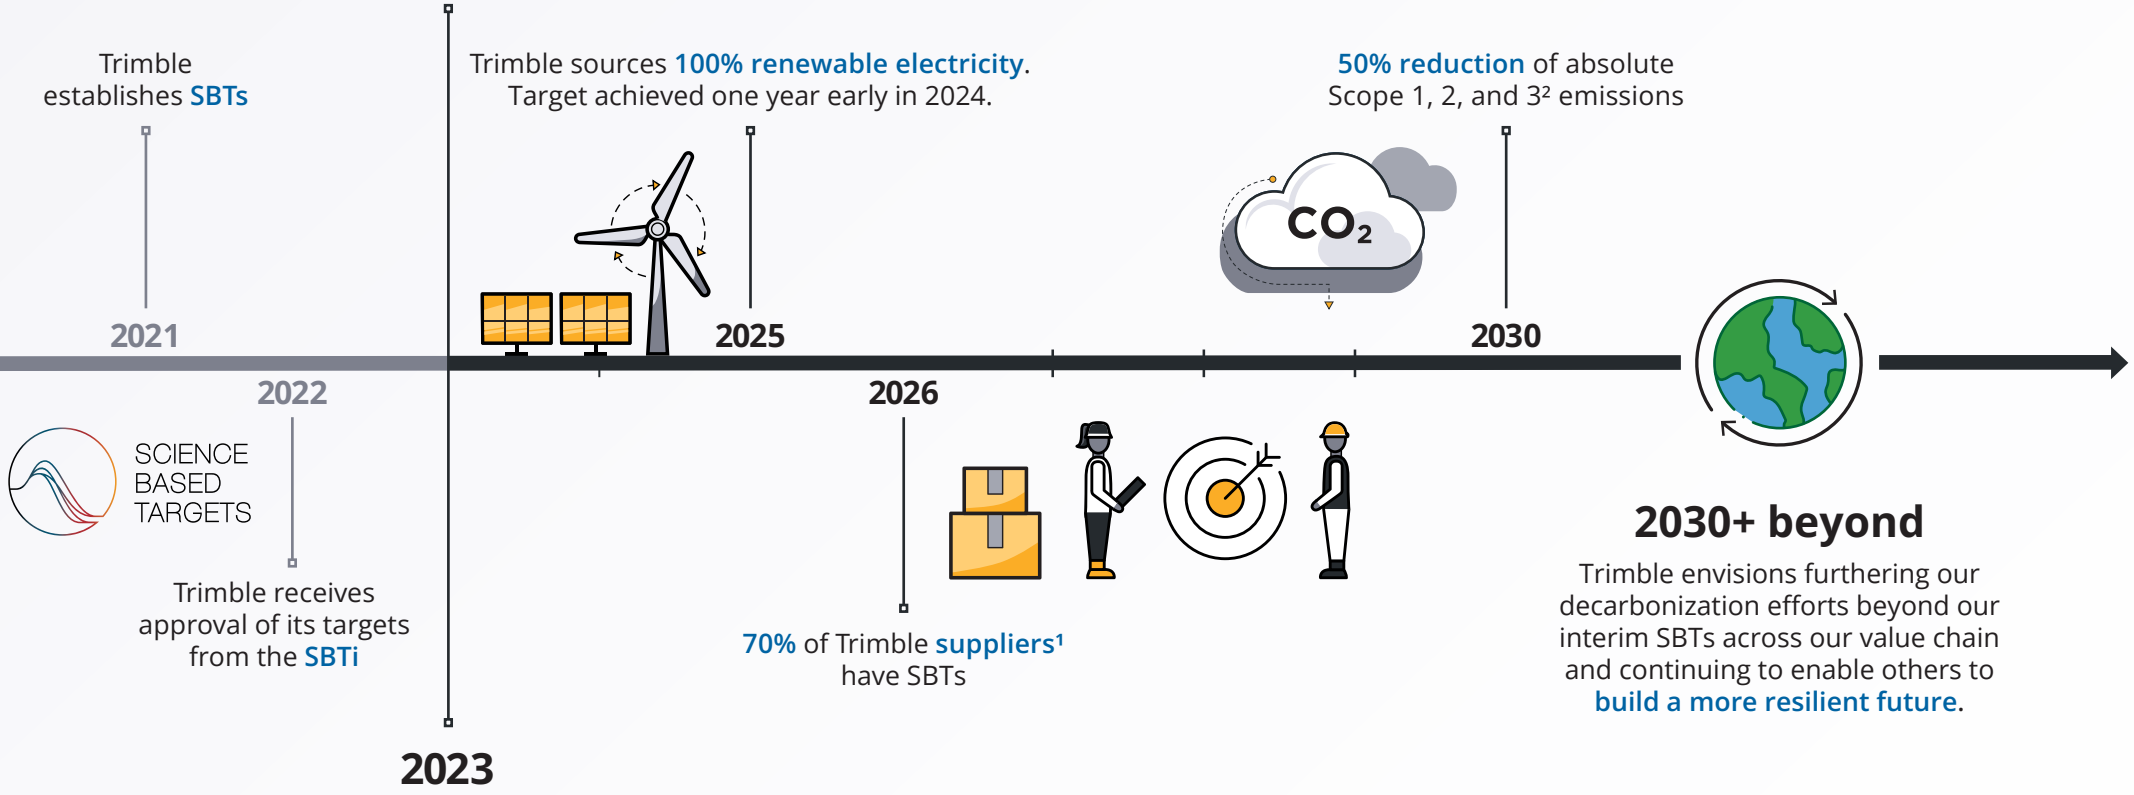 Trimble
establishes SBTs
2021
2022
SCIENCE
BASED
TARGETS
Trimble receives
approval of its targets
from the SBTi
2023
Trimble sources 100% renewable electricity.
Target achieved one year early in 2024.
2025
2026
70% of Trimble suppliers¹
have SBTs
50% reduction of absolute
Scope 1, 2, and 3² emissions
CO₂
2030
2030+ beyond
Trimble envisions furthering our
decarbonization efforts beyond our
interim SBTs across our value chain
and continuing to enable others to
build a more resilient future.